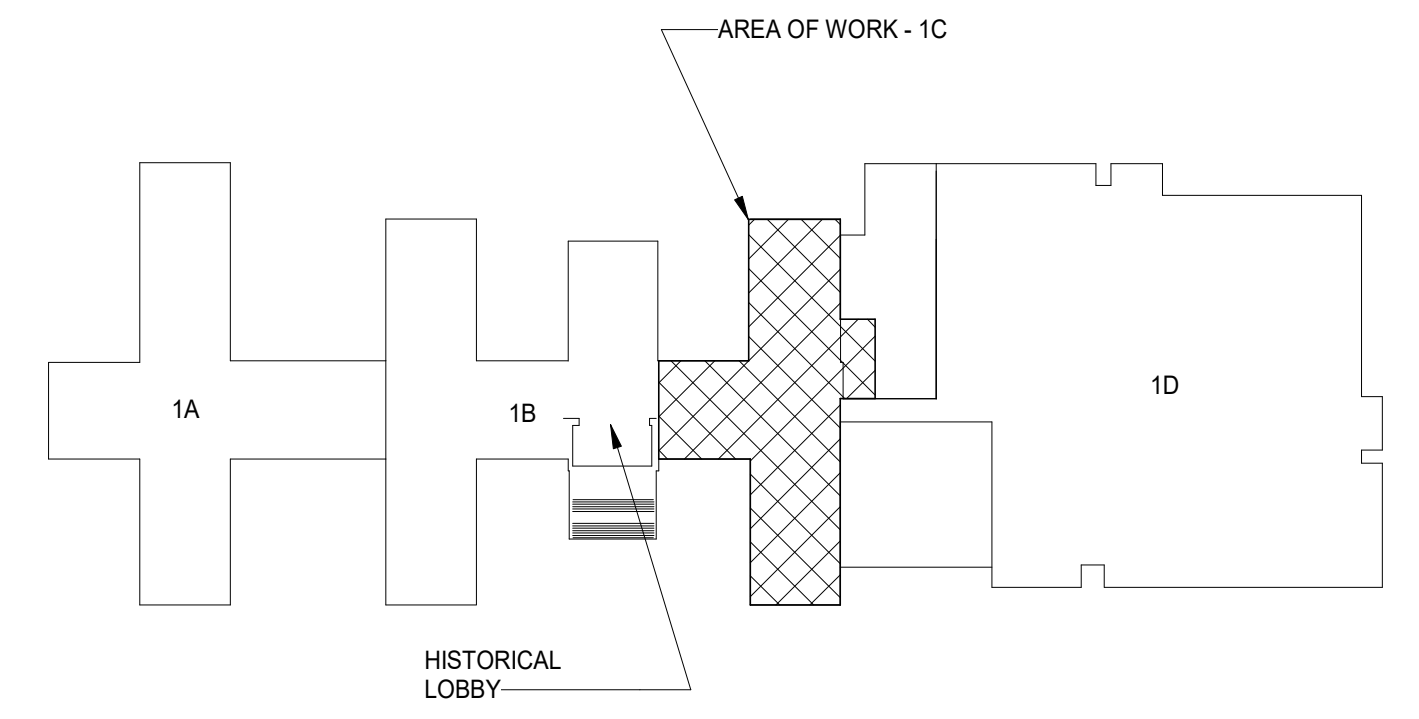 AREA OF WORK - 1C
1A
1B
1D
HISTORICAL
LOBBY